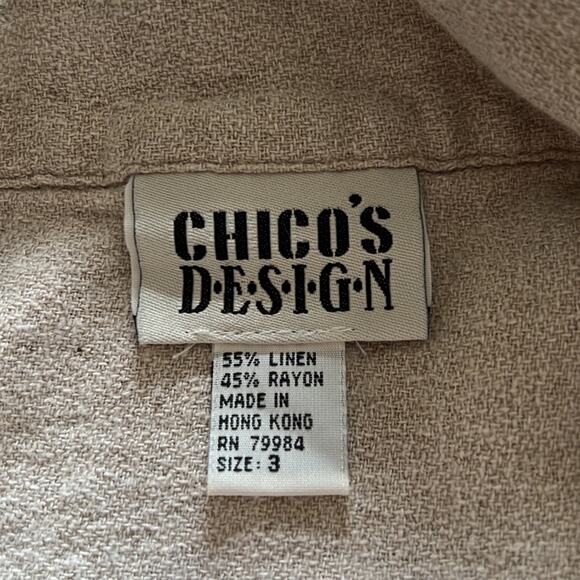 CHICO'S
D•E•S•I•G•N
55% LINEN
45% RAYON
MADE IN
HONG KONG
RN 79984
SIZE: 3